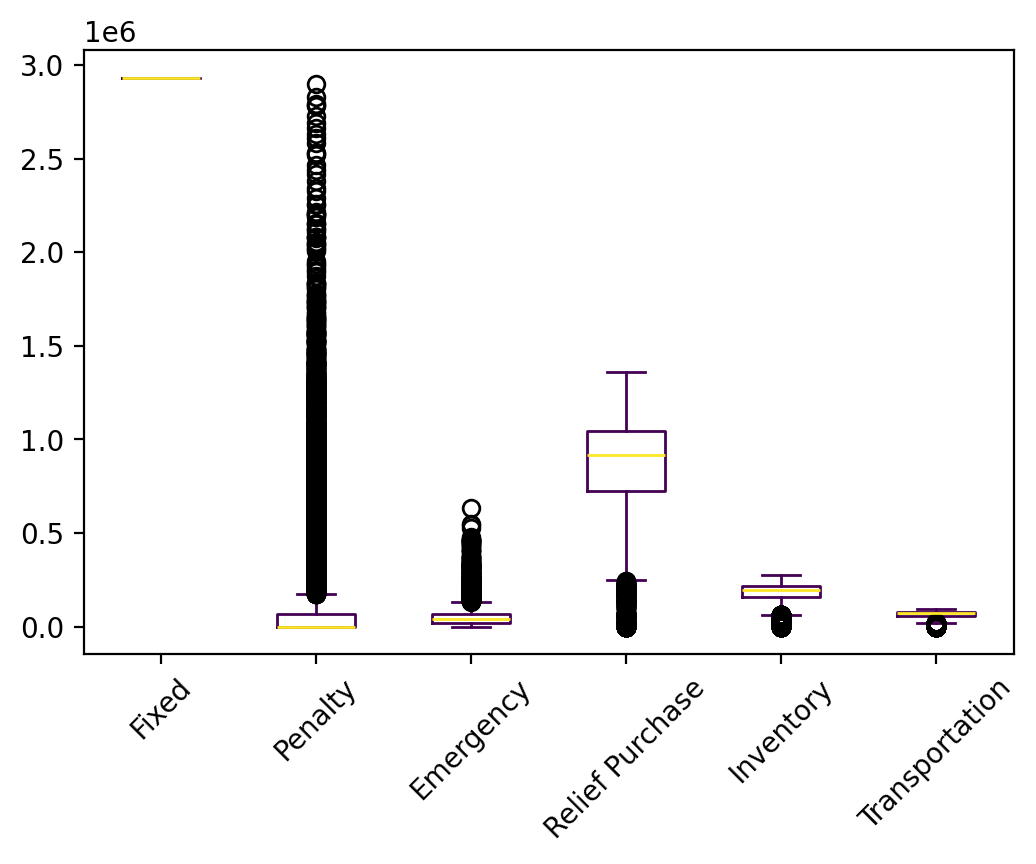 1e6
3.0
2.5
2.0
1.5
1.0
0.5
0.0
Fixed
Penalty
Emergency
Relief Purchase
Inventory
Transportation